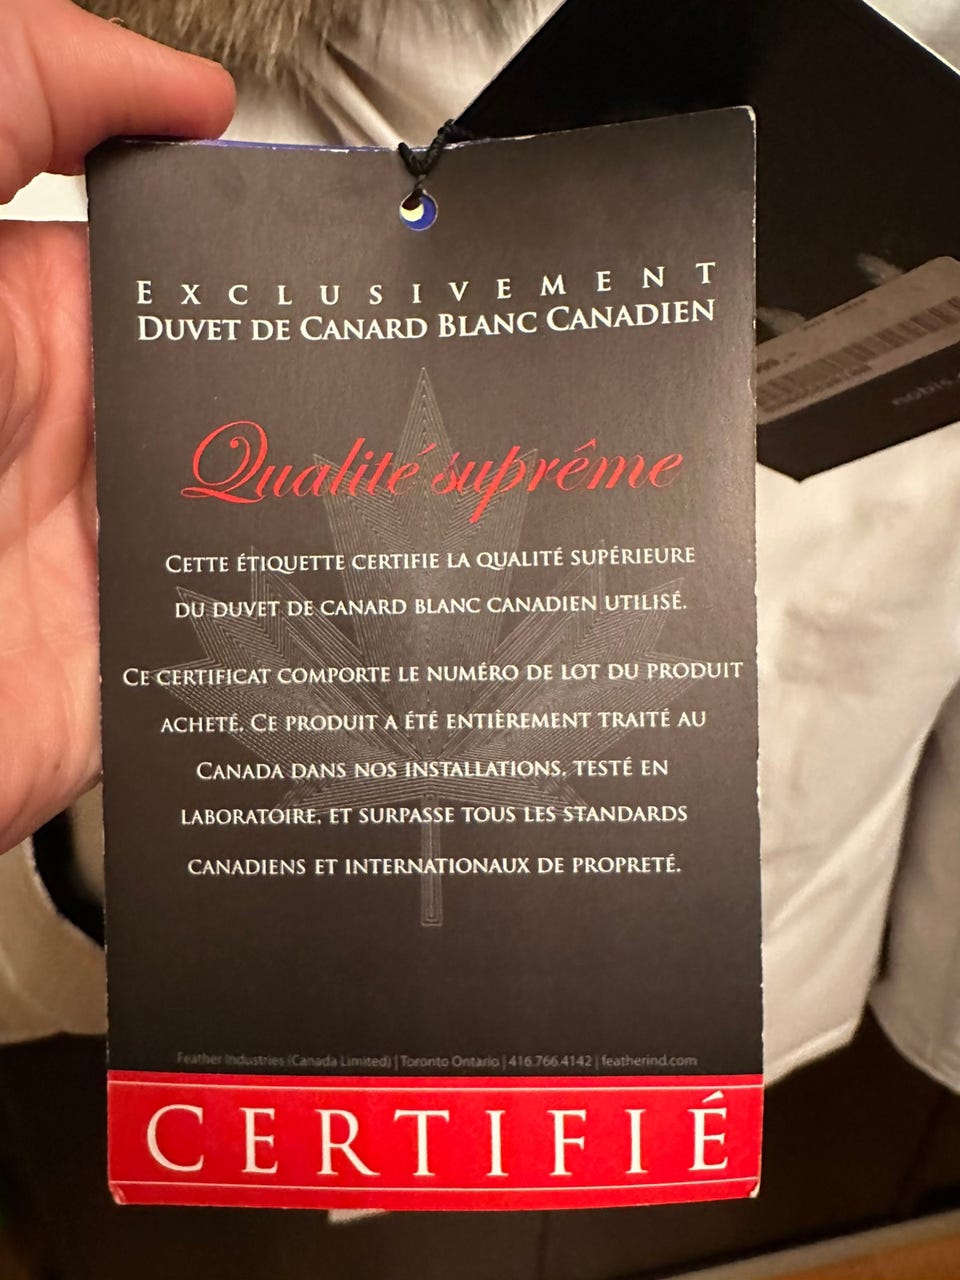 EXCLUSIVEMENT
DUVET DE CANARD BLANC CANADIEN
Qualité suprême
CETTE ÉTIQUETTE CERTIFIE LA QUALITÉ SUPÉRIEURE
DU DUVET DE CANARD BLANC CANADIEN UTILISÉ.
CE CERTIFICAT COMPORTE LE NUMÉRO DE LOT DU PRODUIT
ACHETÉ. CE PRODUIT A ÉTÉ ENTIÈREMENT TRAITÉ AU
CANADA DANS NOS INSTALLATIONS, TESTÉ EN
LABORATOIRE, ET SURPASSE TOUS LES STANDARDS
CANADIENS ET INTERNATIONAUX DE PROPRETÉ.
Feather Industries (Canada Limited) | Toronto Ontario | 416.766.4142 | featherind.com
CERTIFIÉ